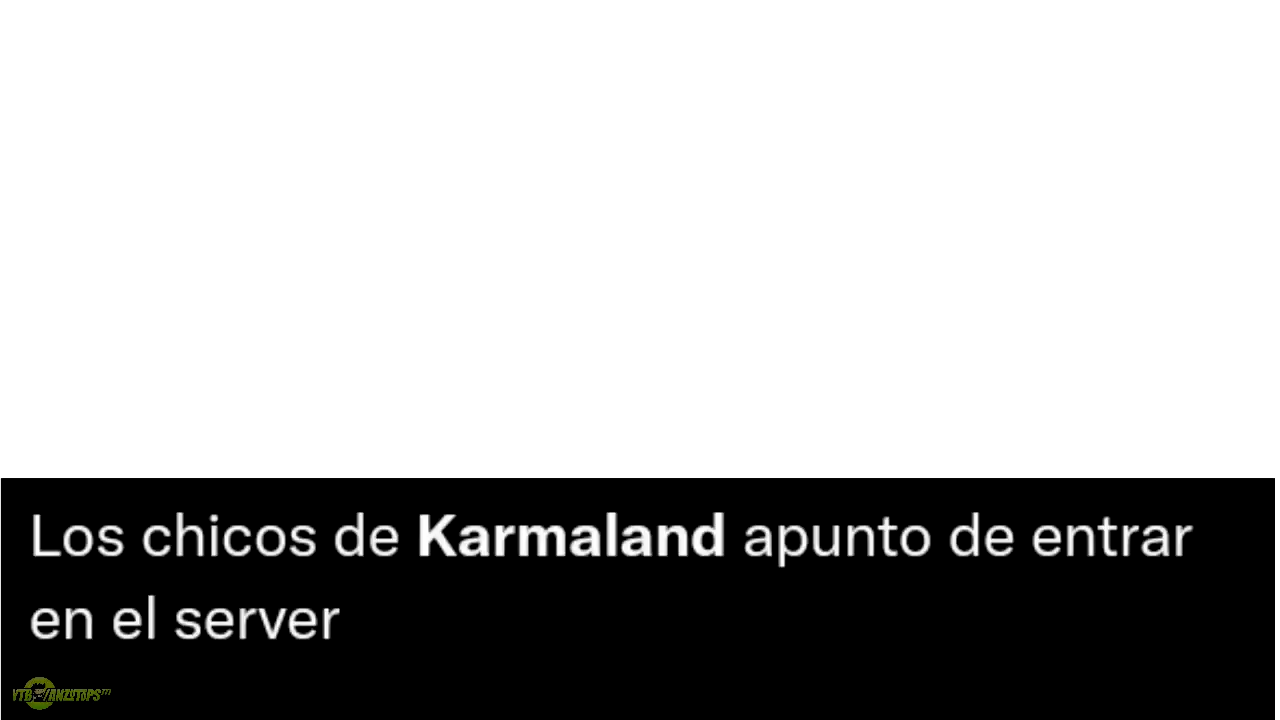 Los chicos de Karmaland apunto de entrar
en el server